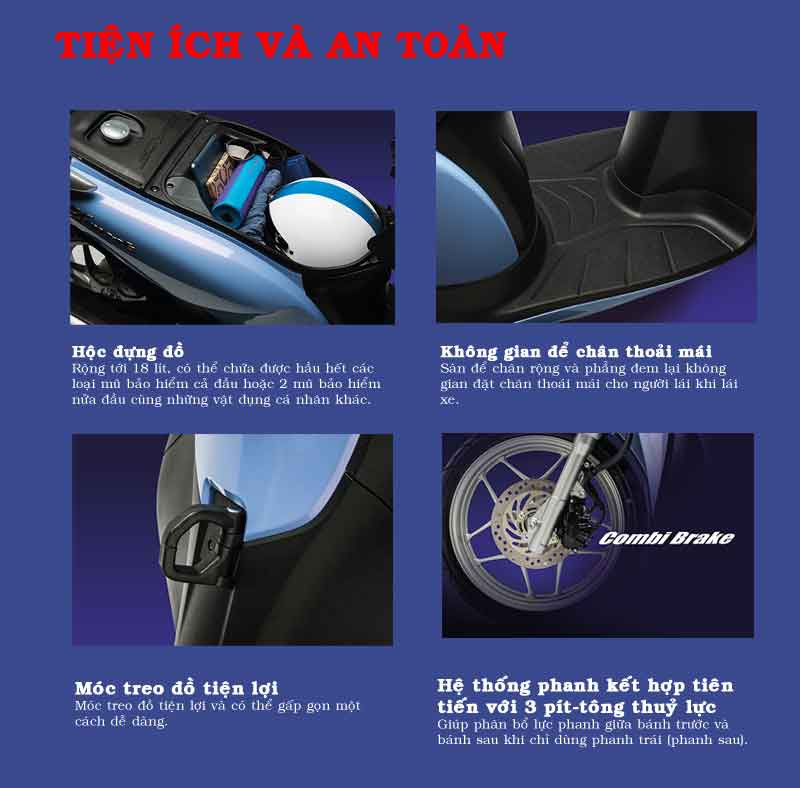 TIỆN ÍCH VÀ AN TOÀN
Hộc đựng đồ
Rộng tới 18 lít, có thể chứa được hầu hết các
loại mũ bảo hiểm cả đầu hoặc 2 mũ bảo hiểm
nửa đầu cùng những vật dụng cá nhân khác.
Không gian để chân thoải mái
Sàn để chân rộng và phẳng đem lại không
gian đặt chân thoái mái cho người lái khi lái
xe.
Combi Brake
Móc treo đồ tiện lợi
Móc treo đồ tiện lợi và có thể gấp gọn một
cách dễ dàng.
Hệ thống phanh kết hợp tiên
tiến với 3 pít-tông thuỷ lực
Giúp phân bổ lực phanh giữa bánh trước và
bánh sau khi chỉ dùng phanh trái (phanh sau).